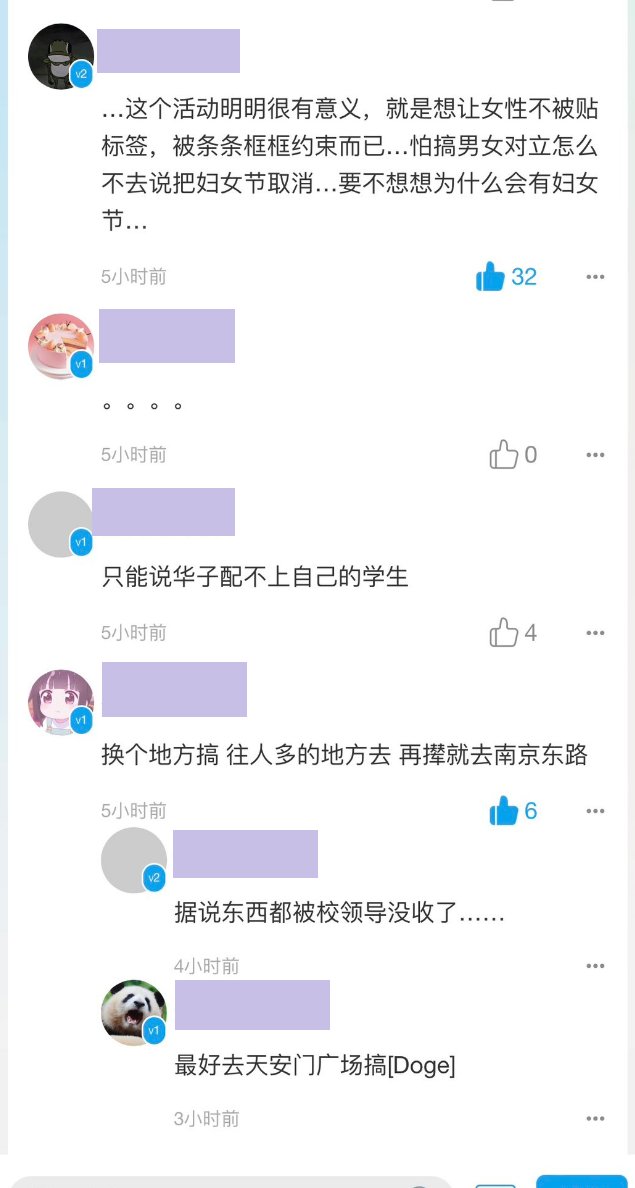 v2
…这个活动明明很有意义，就是想让女性不被贴
标签，被条条框框约束而已…怕搞男女对立怎么
不去说把妇女节取消…要不想想为什么会有妇女
节…
5小时前
32
v1
。。。。
5小时前
0
v1
只能说华子配不上自己的学生
5小时前
4
v1
换个地方搞 往人多的地方去 再撵就去南京东路
5小时前
6
v2
据说东西都被校领导没收了……
4小时前
v1
最好去天安门广场搞[Doge]
3小时前